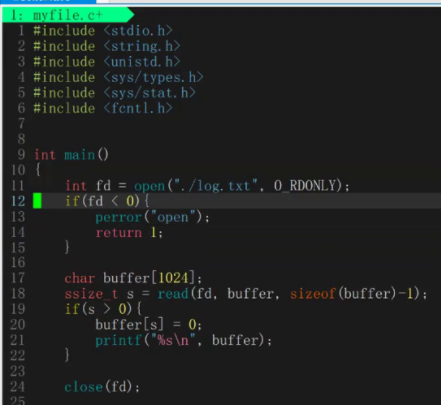 1: myfile.c+
1 #include <stdio.h>
2 #include <string.h>
3 #include <unistd.h>
4 #include <sys/types.h>
5 #include <sys/stat.h>
6 #include <fcntl.h>
7
8
9 int main()
10 {
11     int fd = open("./log.txt", O_RDONLY);
12     if(fd < 0){
13         perror("open");
14         return 1;
15     }
16
17     char buffer[1024];
18     ssize_t s = read(fd, buffer, sizeof(buffer)-1);
19     if(s > 0){
20         buffer[s] = 0;
21         printf("%s\n", buffer);
22     }
23
24     close(fd);
25